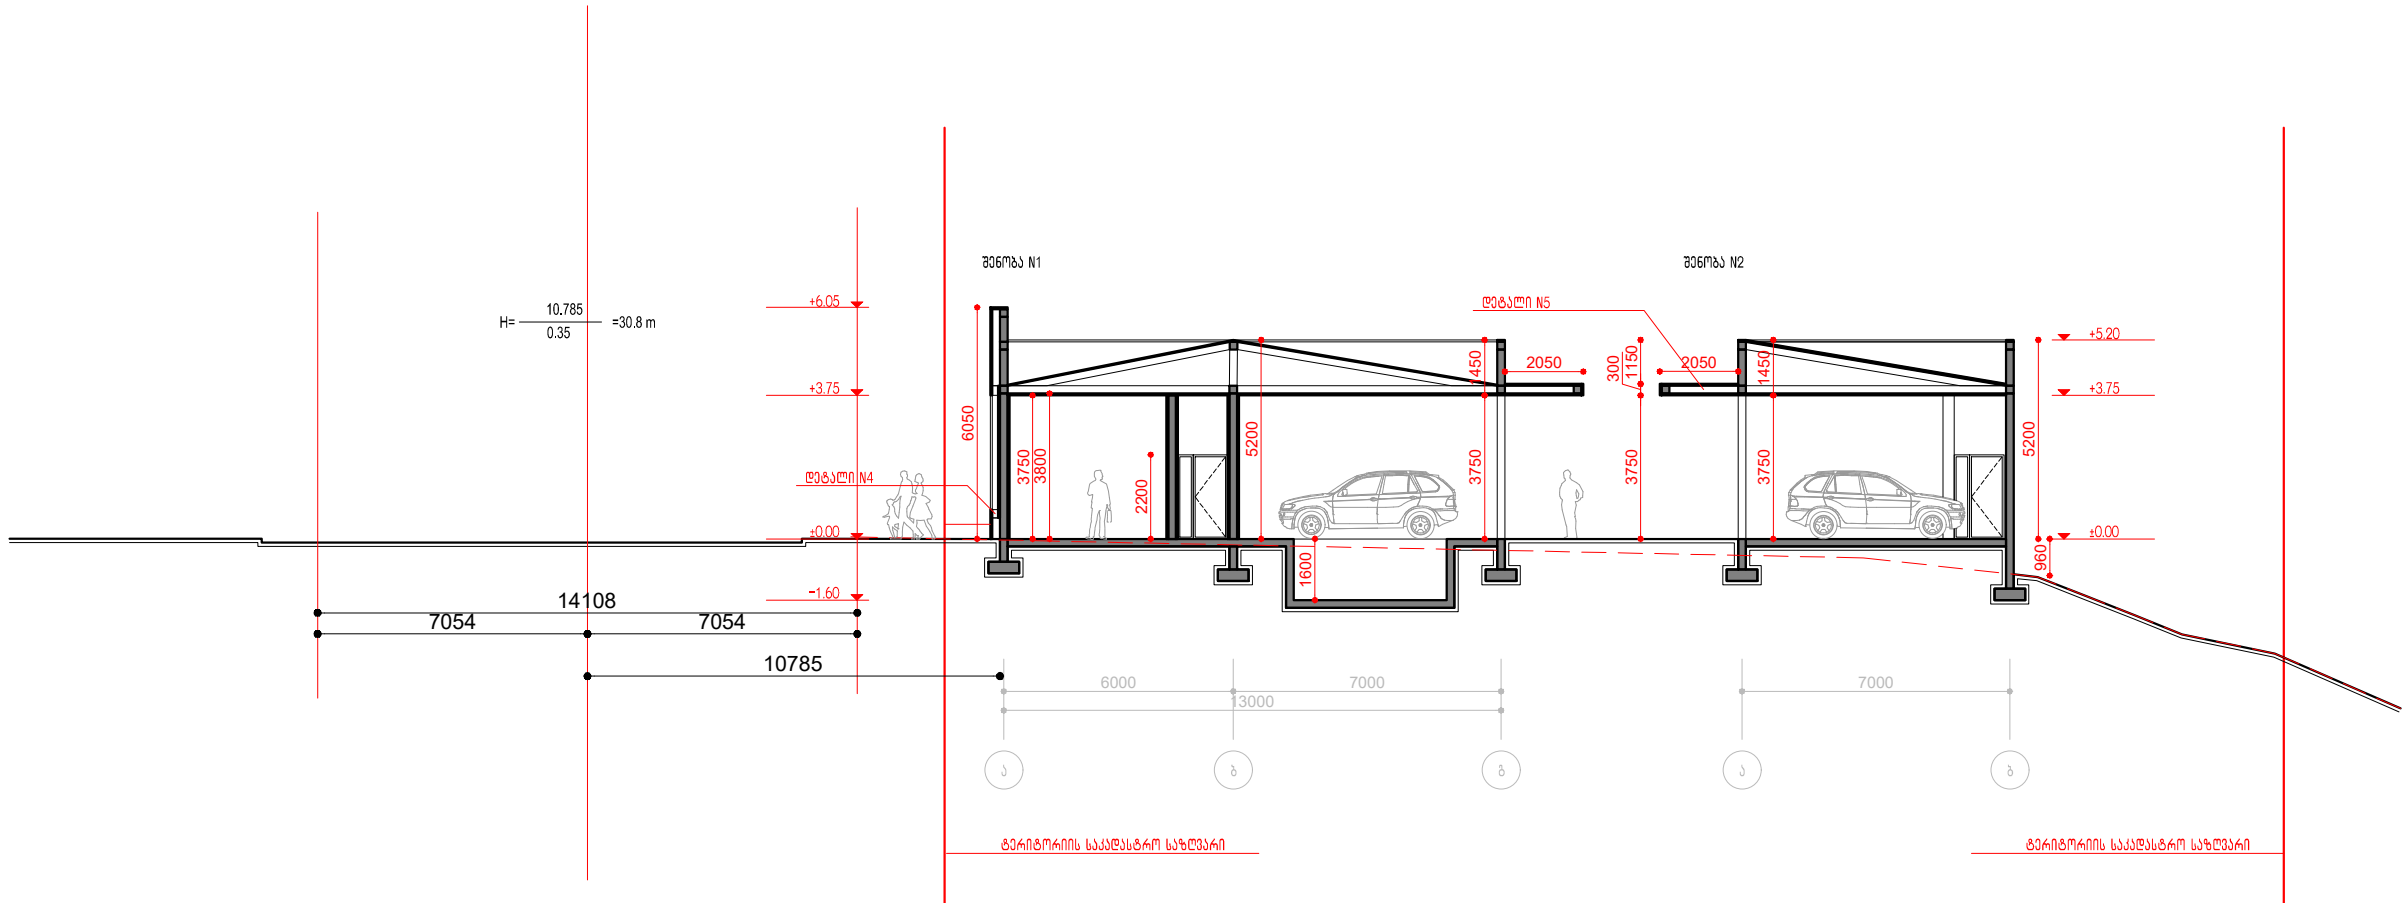 შენობა N1
შენობა N2
10.785
H=
=30.8 m
0.35
+6.05
+3.75
±0.00
-1.60
დეტალი N4
დეტალი N5
6050
3750
3800
2200
5200
1600
1450
3750
2050
300
1150
3750
2050
1450
3750
5200
960
+5.20
+3.75
±0.00
14108
7054
7054
10785
6000
7000
13000
7000
ა
ბ
გ
ა
ბ
ტერიტორიის საკადასტრო საზღვარი
ტერიტორიის საკადასტრო საზღვარი